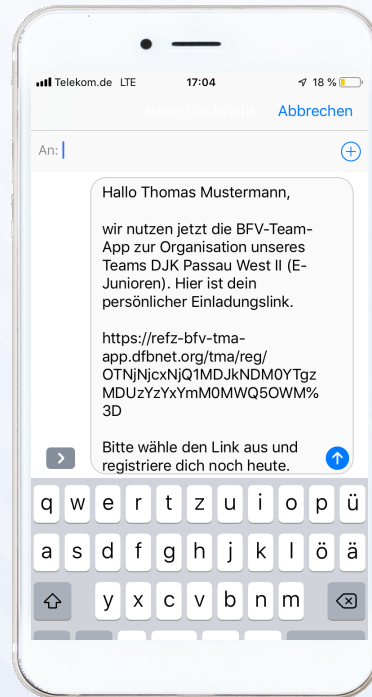 Telekom.de LTE 17:04 18 %
Neue Nachricht Abbrechen
An:
Hallo Thomas Mustermann,
wir nutzen jetzt die BFV-Team-
App zur Organisation unseres
Teams DJK Passau West II (E-
Junioren). Hier ist dein
persönlicher Einladungslink.
https://refz-bfv-tma-
app.dfbnet.org/tma/reg/
OTNjNjcxNjQ1MDJkNDM0YTgz
MDUzYzYxYmM0MWQ5OWM%
3D
Bitte wähle den Link aus und
registriere dich noch heute.
q w e r t z u i o p ü
a s d f g h j k l ö ä
y x c v b n m